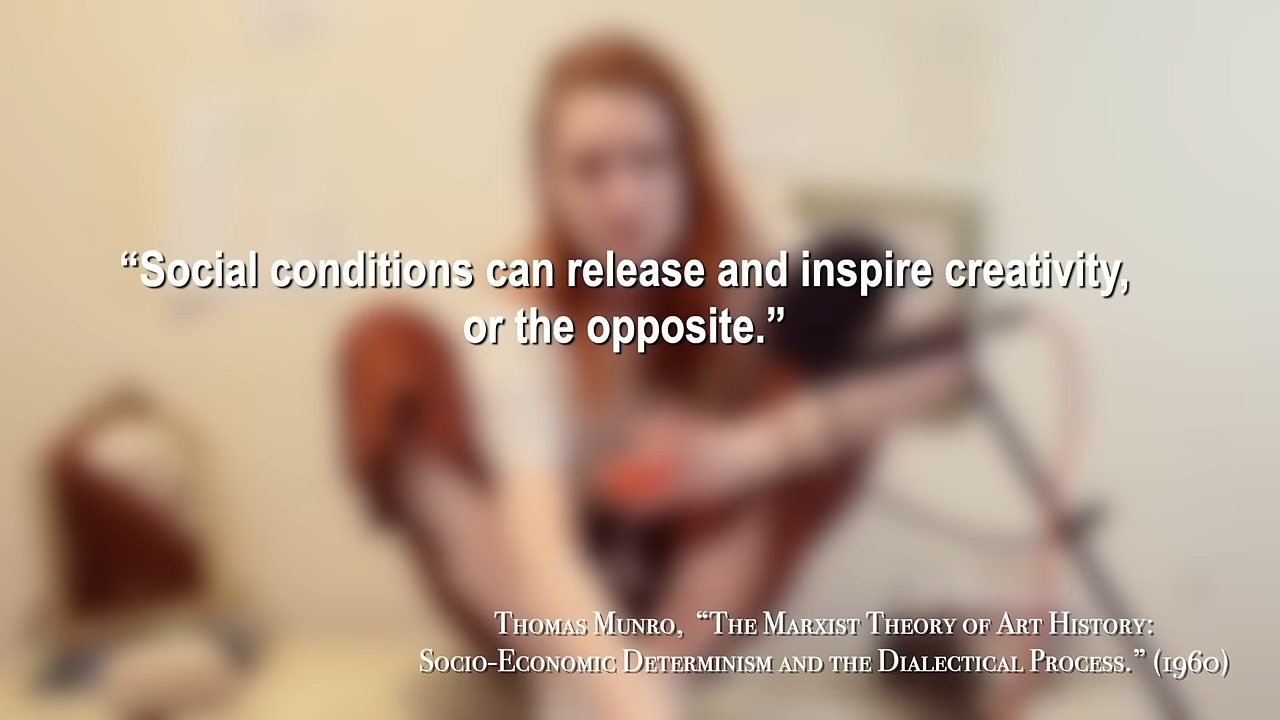 “Social conditions can release and inspire creativity,
or the opposite.”
Thomas Munro, “The Marxist Theory of Art History:
Socio-Economic Determinism and the Dialectical Process.” (1960)